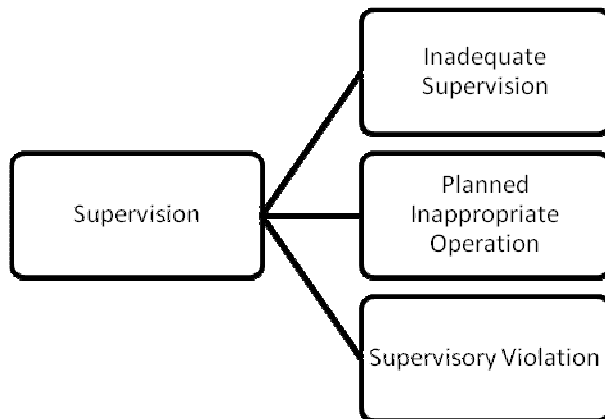 Supervision
Inadequate
Supervision
Planned
Inappropriate
Operation
Supervisory Violation